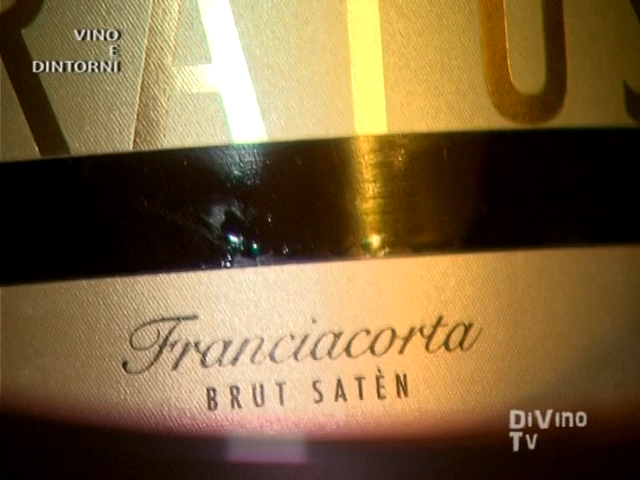 VINO
E
DINTORNI
Franciacorta
BRUT SATÈN
DiVino
Tv